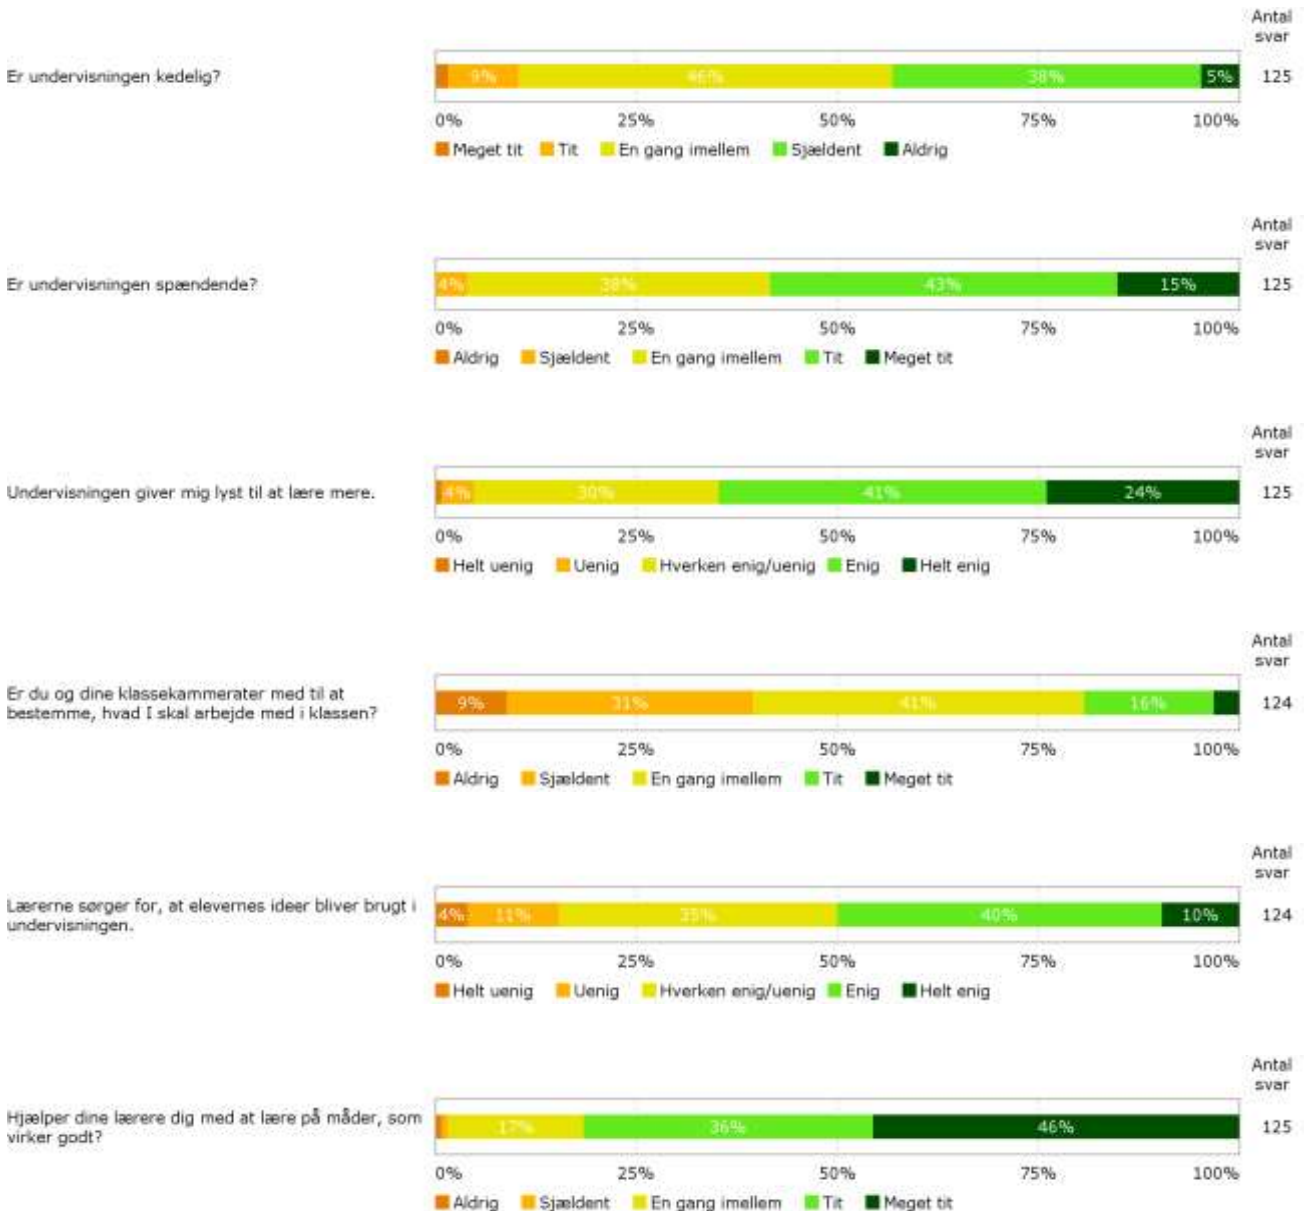 Antal
svar
Er undervisningen kedelig?
9% 46% 38% 5% 125
0% 25% 50% 75% 100%
Meget tit Tit En gang imellem Sjældent Aldrig
Antal
svar
Er undervisningen spændende?
4% 38% 43% 15% 125
0% 25% 50% 75% 100%
Aldrig Sjældent En gang imellem Tit Meget tit
Antal
svar
Undervisningen giver mig lyst til at lære mere.
4% 30% 41% 24% 125
0% 25% 50% 75% 100%
Helt uenig Uenig Hverken enig/uenig Enig Helt enig
Antal
svar
Er du og dine klassekammerater med til at
bestemme, hvad I skal arbejde med i klassen?
9% 31% 41% 16% 124
0% 25% 50% 75% 100%
Aldrig Sjældent En gang imellem Tit Meget tit
Antal
svar
Lærerne sørger for, at elevernes ideer bliver brugt i
undervisningen.
4% 11% 35% 40% 10% 124
0% 25% 50% 75% 100%
Helt uenig Uenig Hverken enig/uenig Enig Helt enig
Antal
svar
Hjælper dine lærere dig med at lære på måder, som
virker godt?
17% 36% 46% 125
0% 25% 50% 75% 100%
Aldrig Sjældent En gang imellem Tit Meget tit